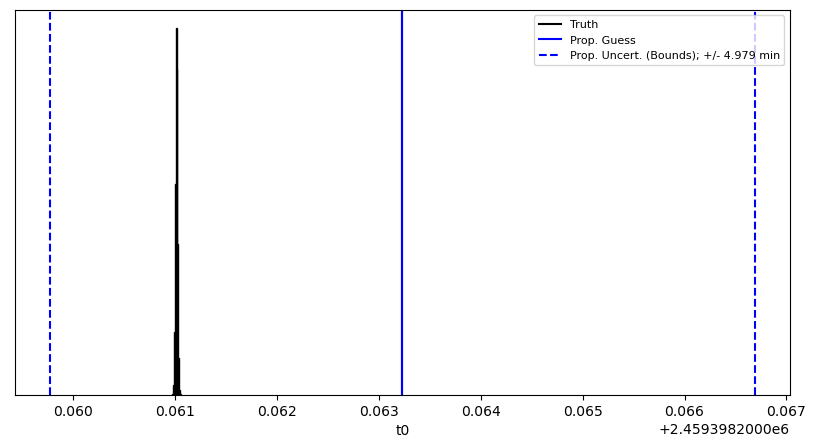 Truth
Prop. Guess
Prop. Uncert. (Bounds); +/- 4.979 min
0.060 0.061 0.062 0.063 0.064 0.065 0.066 0.067
t0
+2.4593982000e6